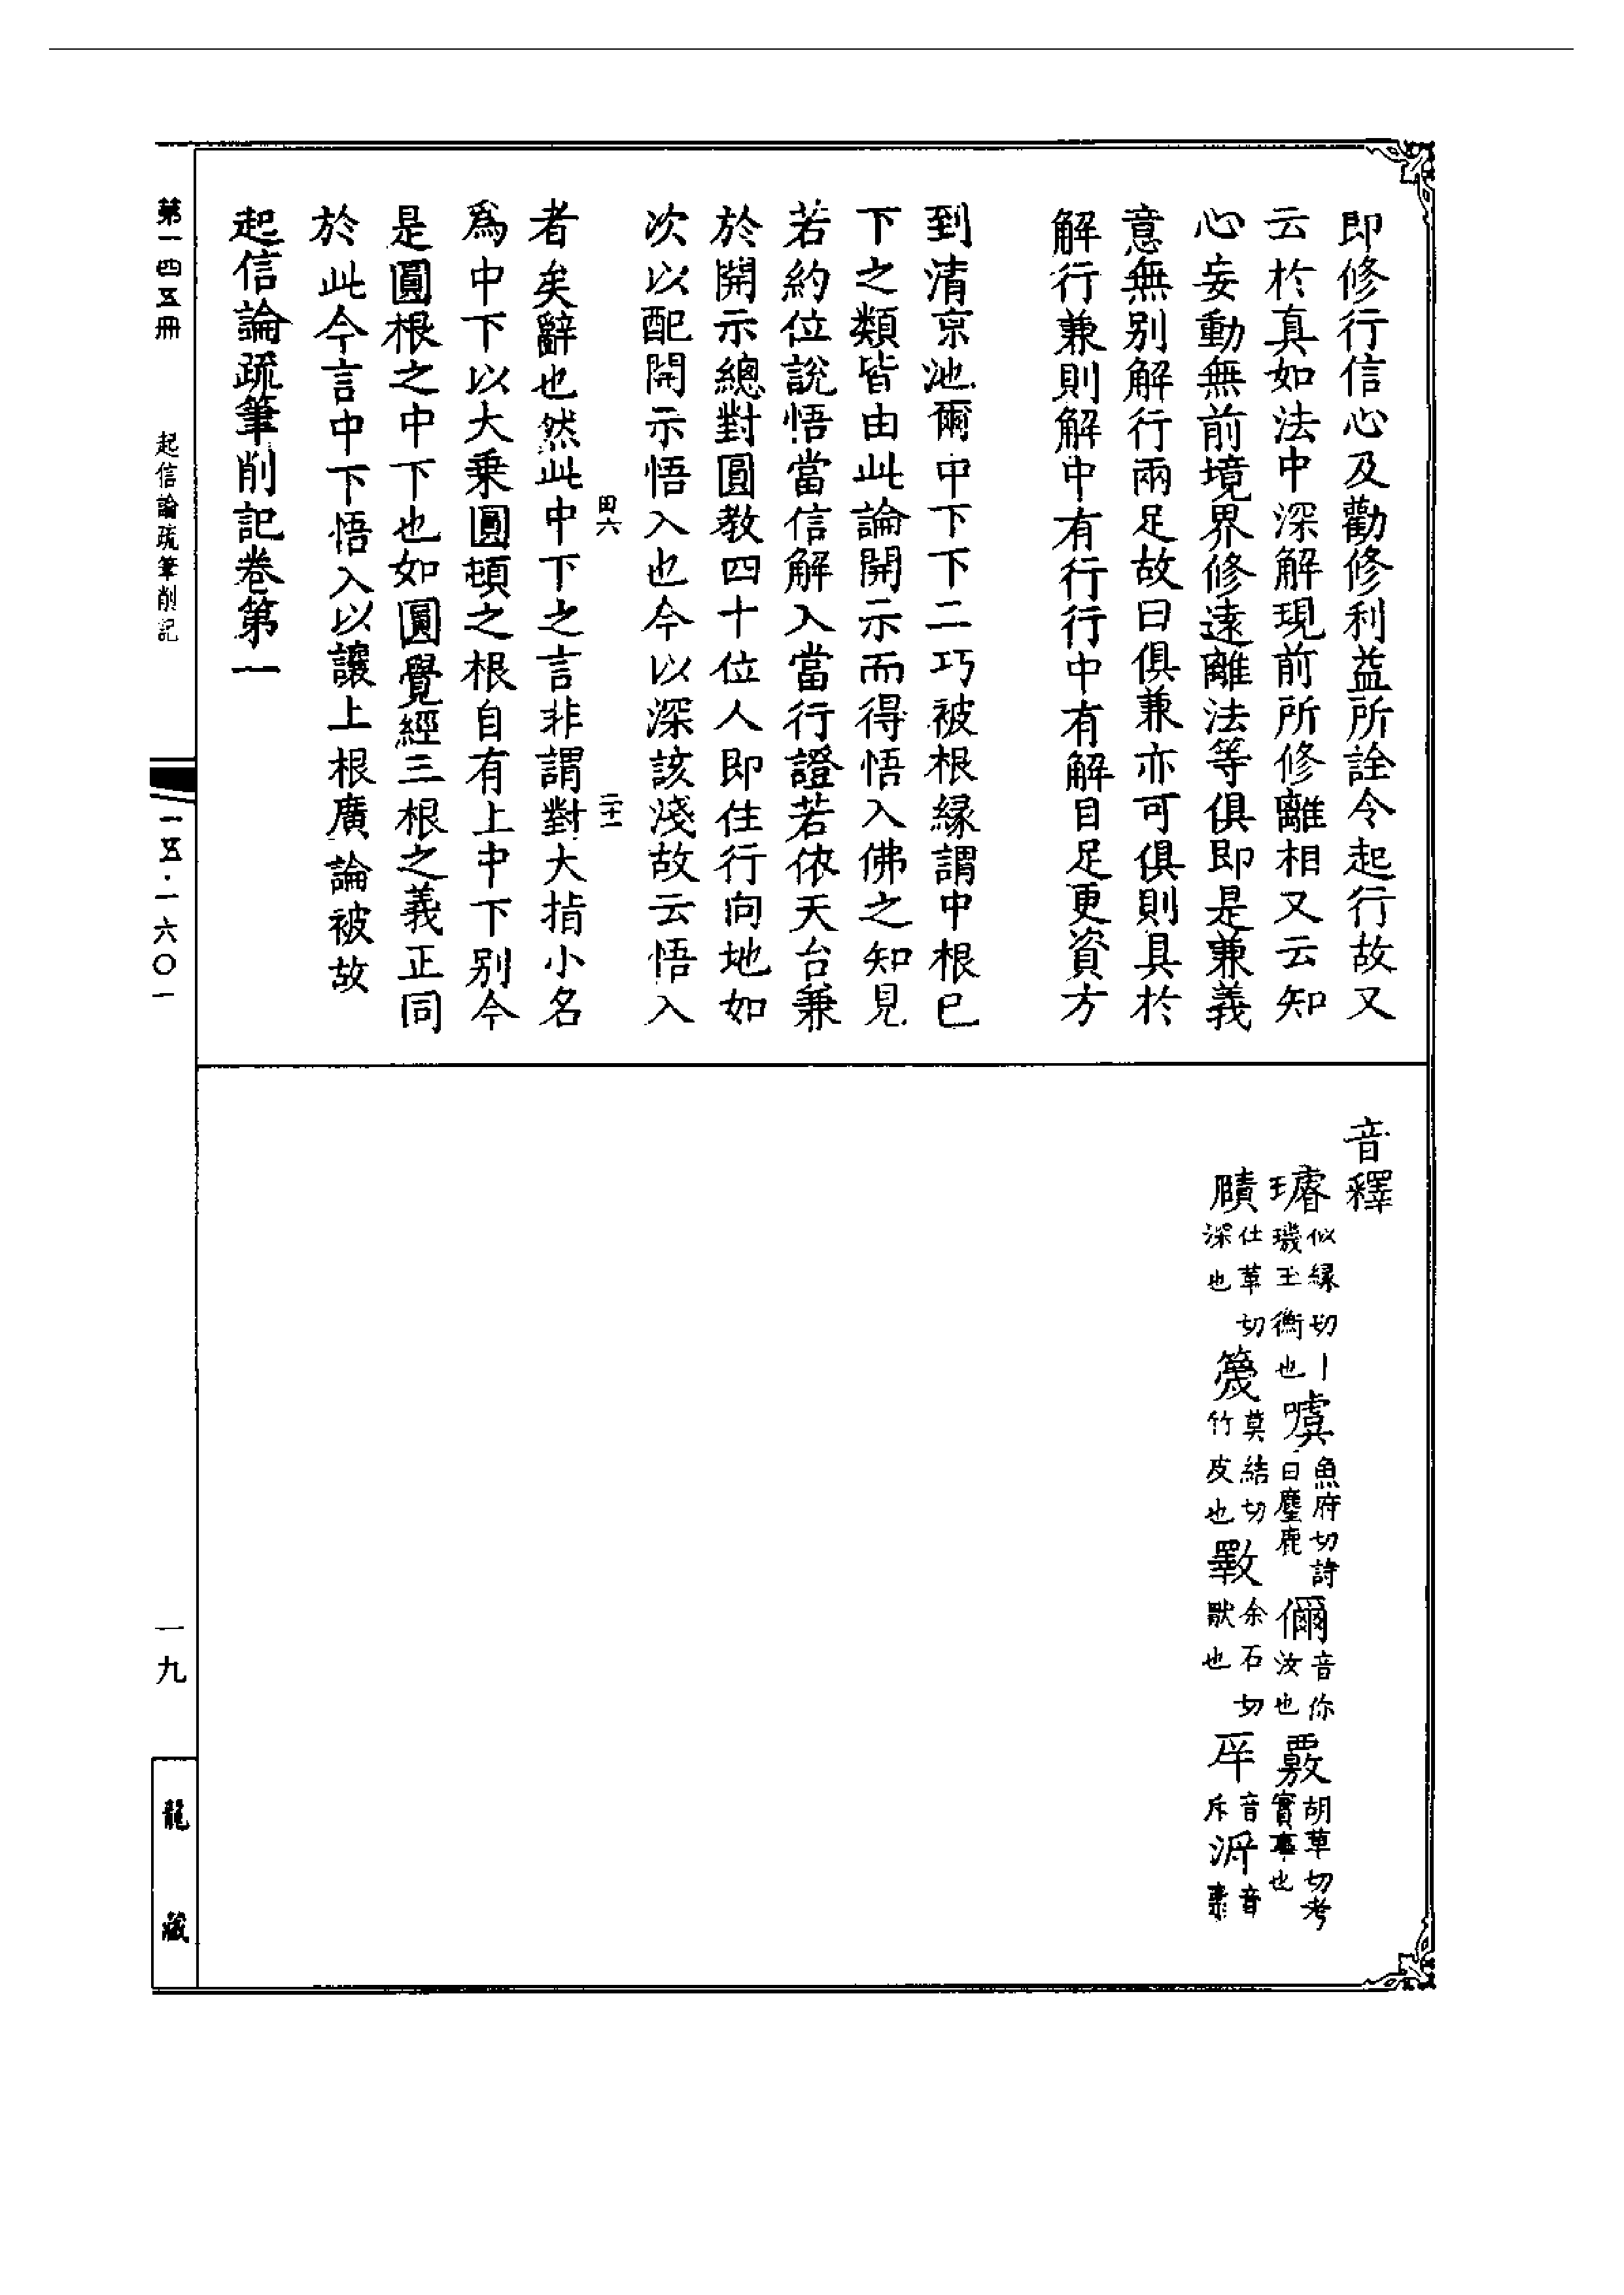 即修行信心及勸修利益所詮令起行故又
云於真如法中深解現前所修離相又云知
心妄動無前境界修遠離法等俱即是兼義
意無別解行兩足故曰俱兼亦可俱則具於
解行兼則解中有行行中有解目足更資方
到清京池爾中下下二巧被根緣謂中根已
下之類皆由此論開示而得悟入佛之知見
若約位說悟當信解入當行證若依天台兼
於開示總對圓教四十位人即住行向地如
次以配開示悟入也今以深該淺故云悟入
田六
二十一
者矣辭也然此中下之言非謂對大指小名
為中下以大乗圓頓之根自有上中下別今
是圓根之中下也如圓覺經三根之義正同
於此今言中下悟入以讓上根廣論被故
起信論疏筆削記卷第一
音釋
璿似緣切丨璣玉衡也 噳魚府切詩曰麀鹿 儞音你汝也 覈胡革切考實事也
賾仕革切深也 篾莫結切竹皮也 斁余石切猒也 㡿音斥 泝音素
第一四五冊
起信論疏筆削記
一五·一六〇一
一九
龍藏